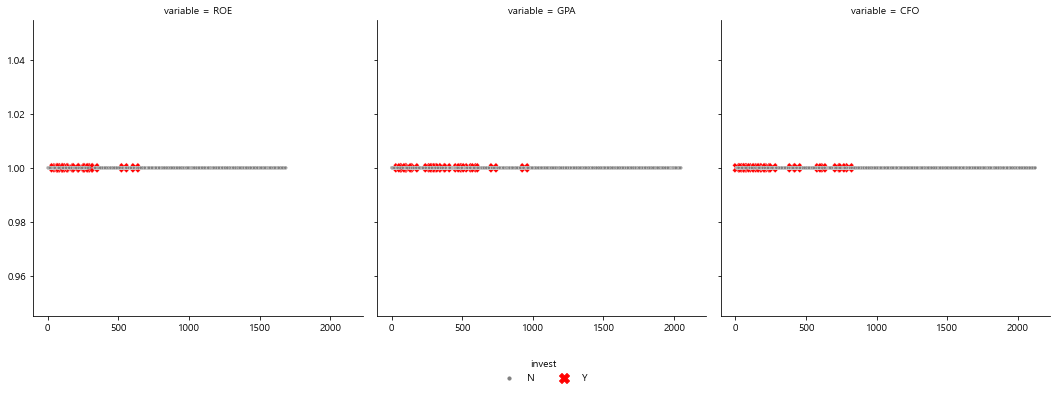 variable = ROE
variable = GPA
variable = CFO
1.04
1.02
1.00
0.98
0.96
0 500 1000 1500 2000
0 500 1000 1500 2000
0 500 1000 1500 2000
invest
N Y